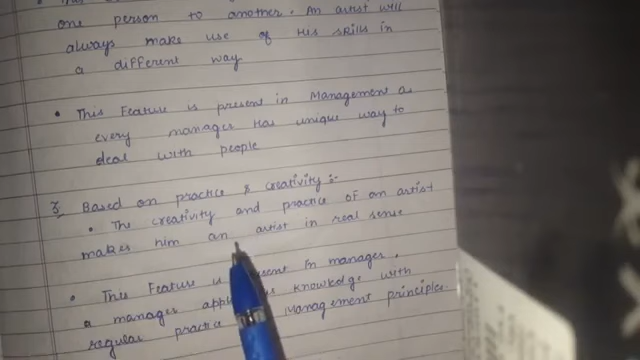 one person to another. An artist will
always make use of His skills in
a different way
• This Feature is present in Management as
every manager Has unique way to
deal with people
3 Based on practice & creativity :-
• The creativity and practice of an artist
makes him an artist in real sense
• This Feature is in manager.
a manager knowledge with
regular practice Management principle.